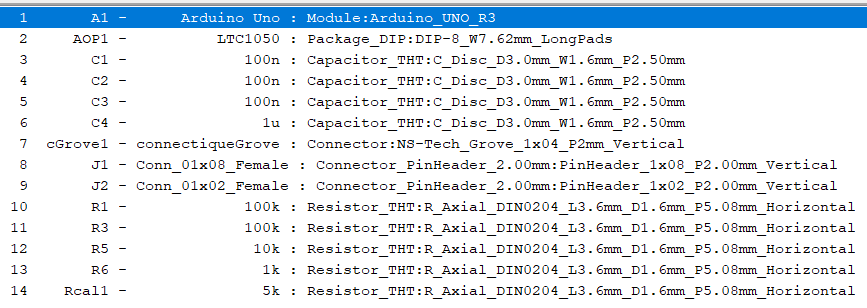 1 A1 - Arduino Uno : Module:Arduino_UNO_R3
2 AOP1 - LTC1050 : Package_DIP:DIP-8_W7.62mm_LongPads
3 C1 - 100n : Capacitor_THT:C_Disc_D3.0mm_W1.6mm_P2.50mm
4 C2 - 100n : Capacitor_THT:C_Disc_D3.0mm_W1.6mm_P2.50mm
5 C3 - 100n : Capacitor_THT:C_Disc_D3.0mm_W1.6mm_P2.50mm
6 C4 - 1u : Capacitor_THT:C_Disc_D3.0mm_W1.6mm_P2.50mm
7 cGrove1 - connectiqueGrove : Connector:NS-Tech_Grove_1x04_P2mm_Vertical
8 J1 - Conn_01x08_Female : Connector_PinHeader_2.00mm:PinHeader_1x08_P2.00mm_Vertical
9 J2 - Conn_01x02_Female : Connector_PinHeader_2.00mm:PinHeader_1x02_P2.00mm_Vertical
10 R1 - 100k : Resistor_THT:R_Axial_DIN0204_L3.6mm_D1.6mm_P5.08mm_Horizontal
11 R3 - 100k : Resistor_THT:R_Axial_DIN0204_L3.6mm_D1.6mm_P5.08mm_Horizontal
12 R5 - 10k : Resistor_THT:R_Axial_DIN0204_L3.6mm_D1.6mm_P5.08mm_Horizontal
13 R6 - 1k : Resistor_THT:R_Axial_DIN0204_L3.6mm_D1.6mm_P5.08mm_Horizontal
14 Rcal1 - 5k : Resistor_THT:R_Axial_DIN0204_L3.6mm_D1.6mm_P5.08mm_Horizontal